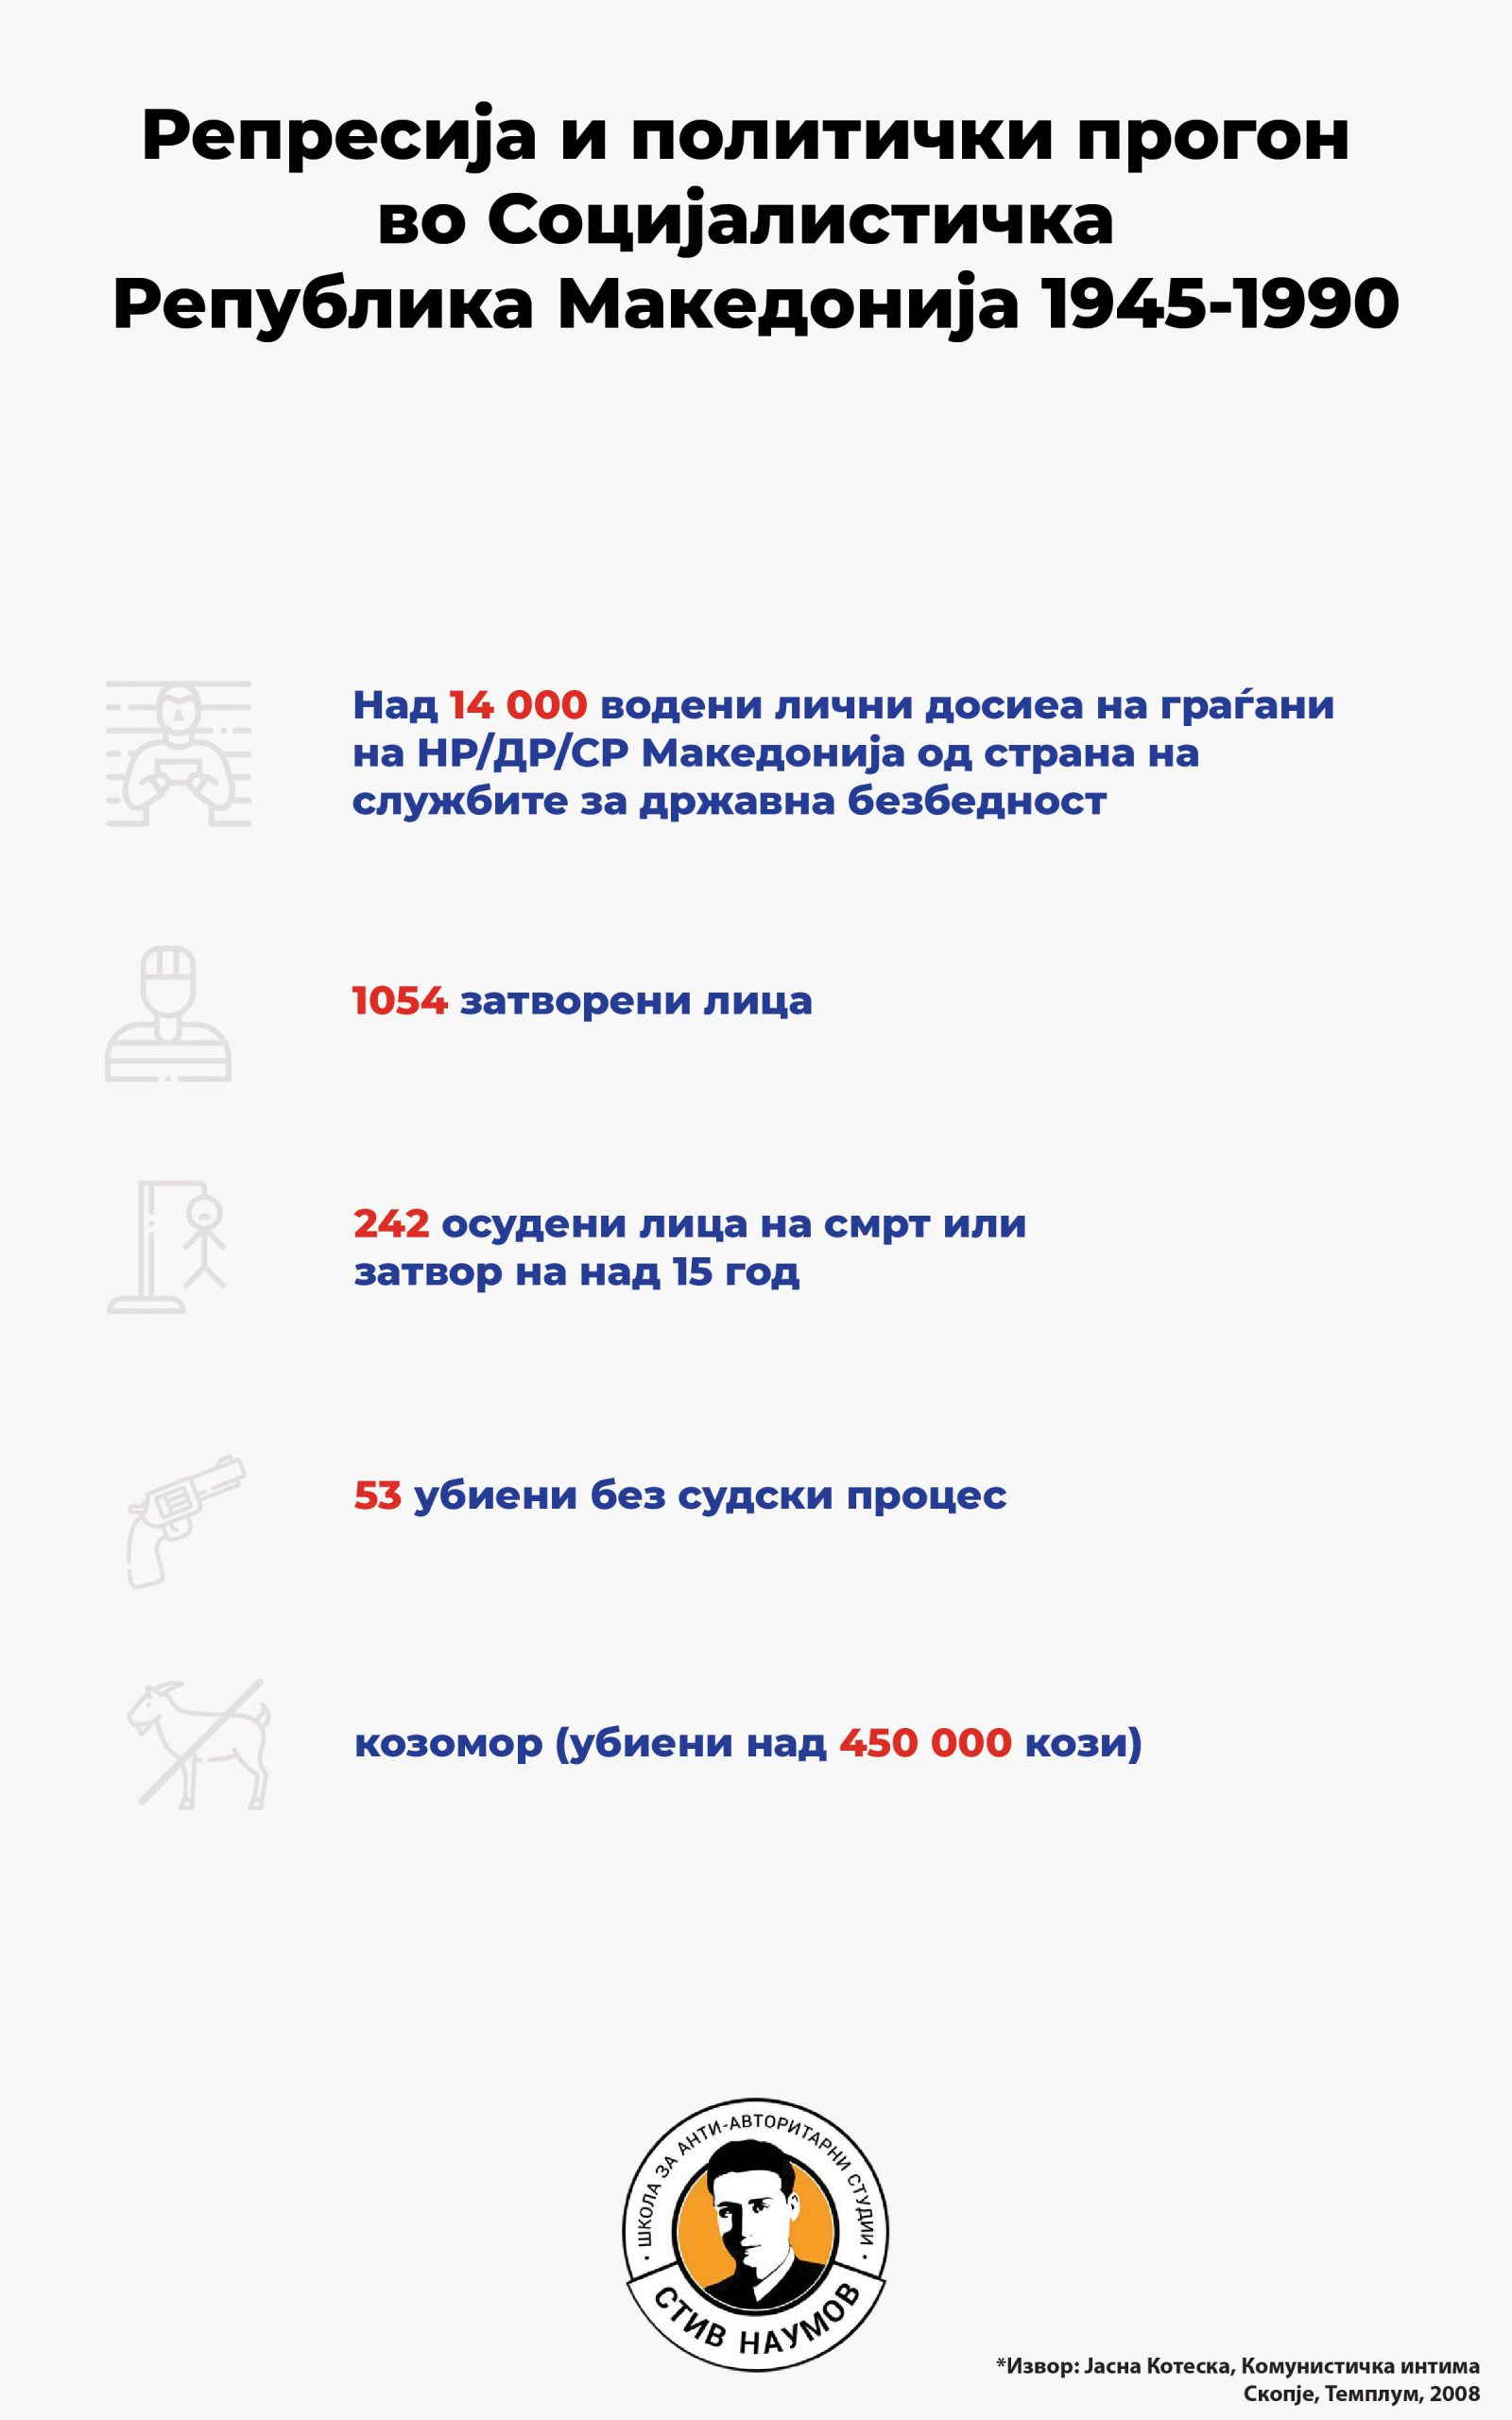 Репресија и политички прогон
во Социјалистичка
Република Македонија 1945-1990
Над 14 000 водени лични досиеа на граѓани
на НР/ДР/СР Македонија од страна на
службите за државна безбедност
1054 затворени лица
242 осудени лица на смрт или
затвор на над 15 год
53 убиени без судски процес
козомор (убиени над 450 000 кози)
· ШКОЛА ЗА АНТИ-АВТОРИТАРНИ СТУДИИ ·
СТИВ НАУМОВ
*Извор: Јасна Котеска, Комунистичка интима
Скопје, Темплум, 2008